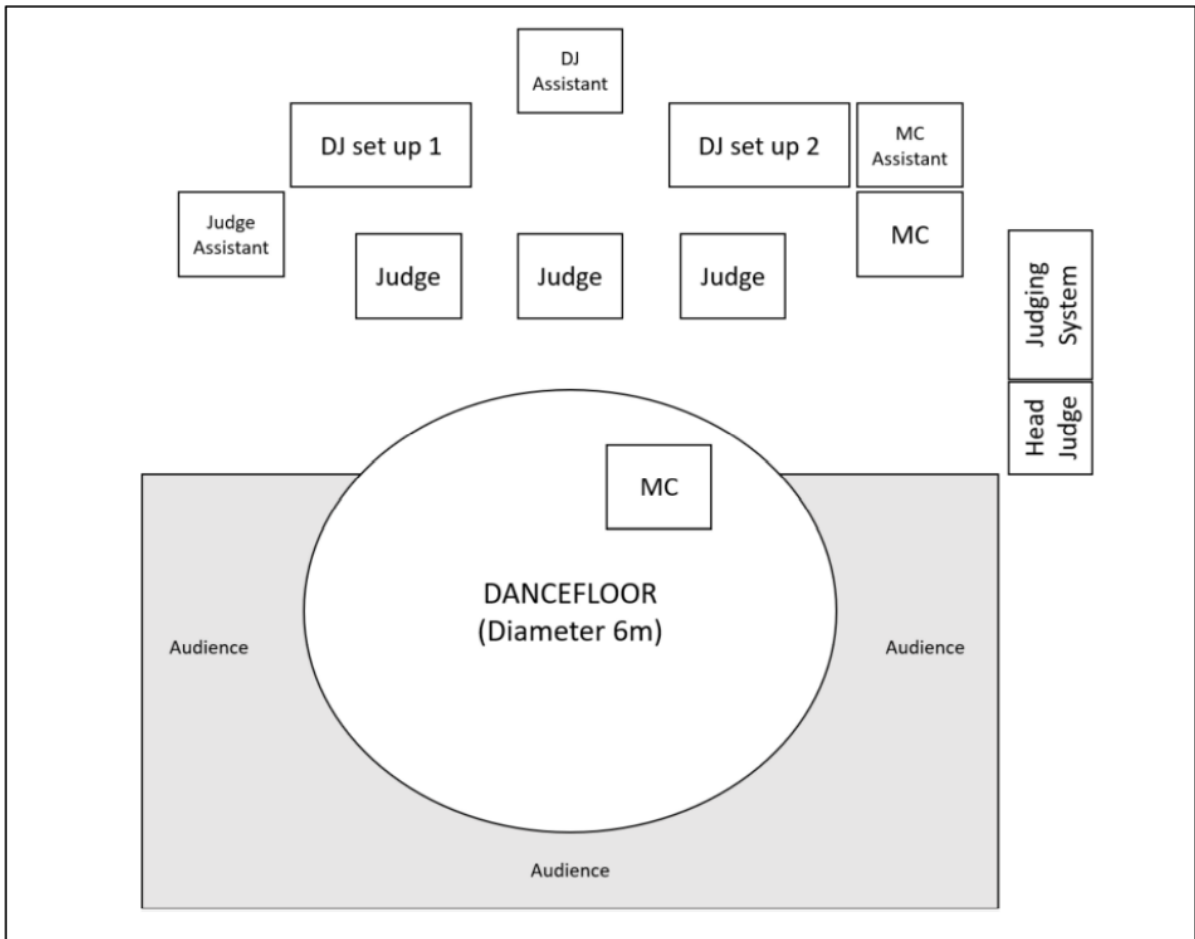 DJ
Assistant
DJ set up 1
DJ set up 2
MC
Assistant
Judge
Assistant
Judge
Judge
Judge
MC
Judging
System
Head
Judge
MC
DANCEFLOOR
(Diameter 6m)
Audience
Audience
Audience